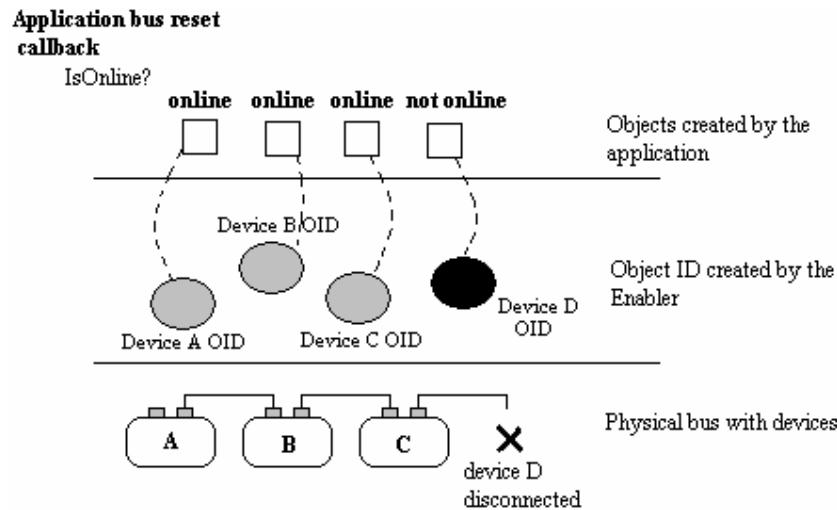 Application bus reset
callback
IsOnline?
online online online not online
Objects created by the
application
Device B OID
Object ID created by the
Enabler
Device A OID
Device C OID
Device D
OID
Physical bus with devices
A B C
device D
disconnected